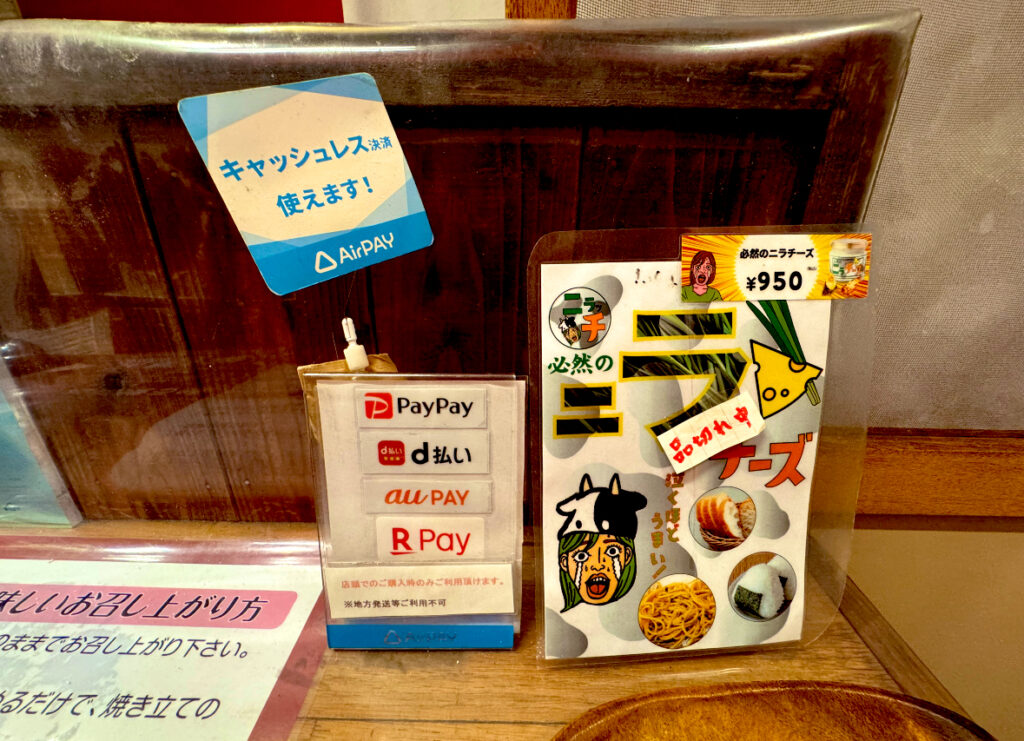 キャッシュレス決済
使えます!
AirPAY
PayPay
d払い
d払い
au PAY
R Pay
店頭でのご購入時のみご利用頂けます。
※地方発送等ご利用不可
AirPAY
必然のニラチーズ
¥950
ニラッチ
必然の
ニラ
品切れ中
チーズ
泣くほど
うまい!
味しいお召し上がり方
のままでお召し上がり下さい。
るだけで、焼き立ての